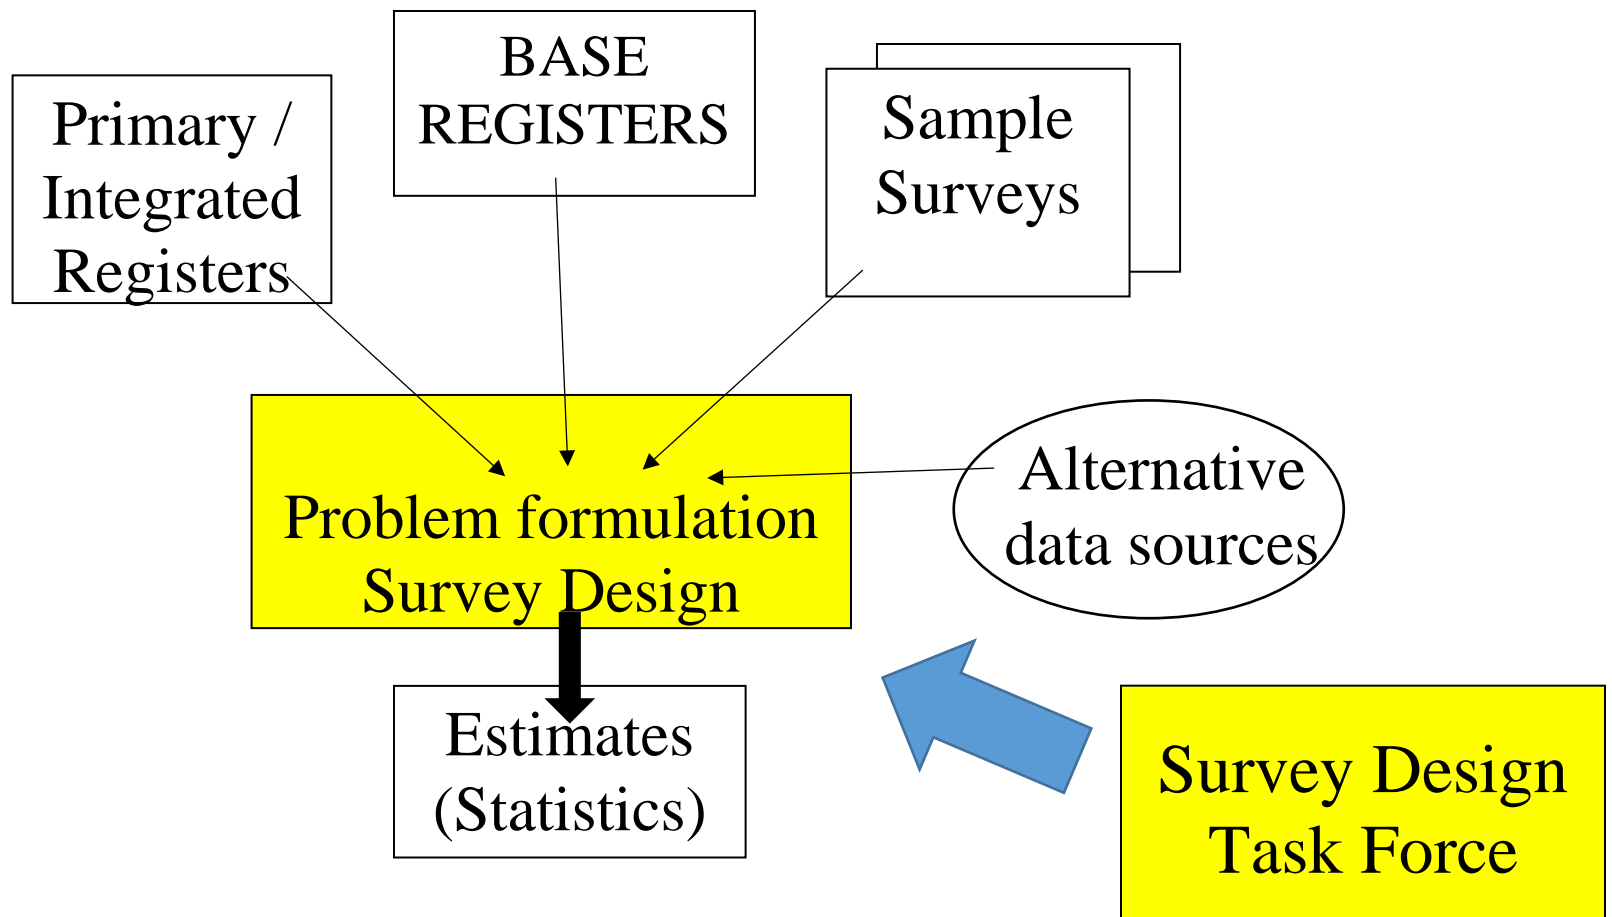 Primary /
Integrated
Registers
BASE
REGISTERS
Sample
Surveys
Problem formulation
Survey Design
Alternative
data sources
Estimates
(Statistics)
Survey Design
Task Force